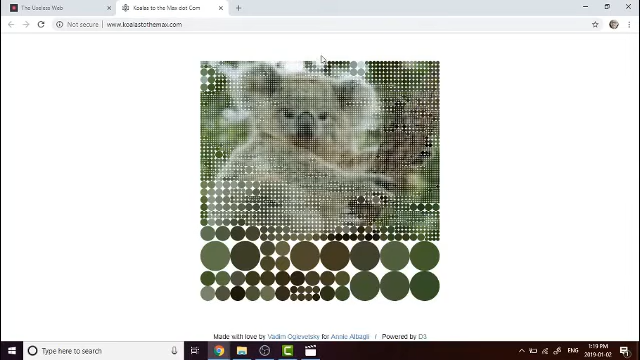 The Useless Web
Koalas to the Max dot Com
Not secure
www.koalastothemax.com
Made with love by Vadim Ogievetsky for Annie Albagli / Powered by D3
Type here to search
1:19 PM
2019-01-02